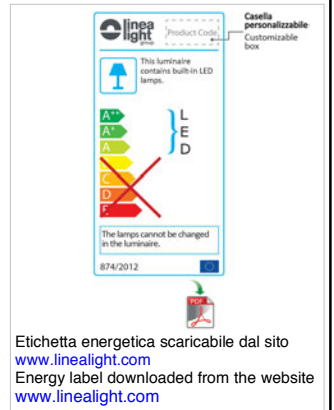 linea
light
group
Product Code
Casella
personalizzabile
Customizable
box
This luminaire
contains built-in LED
lamps.
A++
A+
A
L
E
D
C
D
E
The lamps cannot be changed
in the luminaire.
874/2012
PDF
Etichetta energetica scaricabile dal sito
www.linealight.com
Energy label downloaded from the website
www.linealight.com